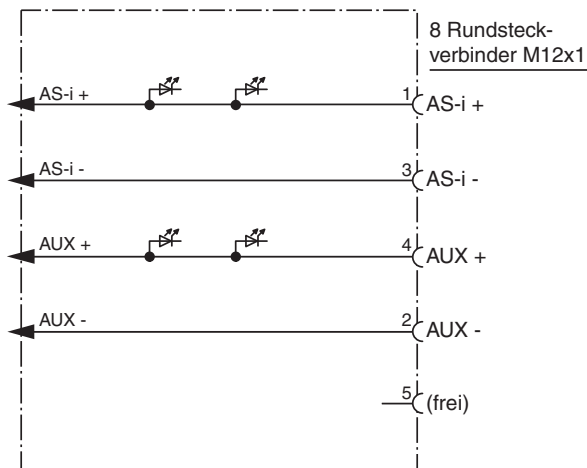 8 Rundsteck-
verbinder M12x1
AS-i + 1 AS-i +
AS-i - 3 AS-i -
AUX + 4 AUX +
AUX - 2 AUX -
5 (frei)